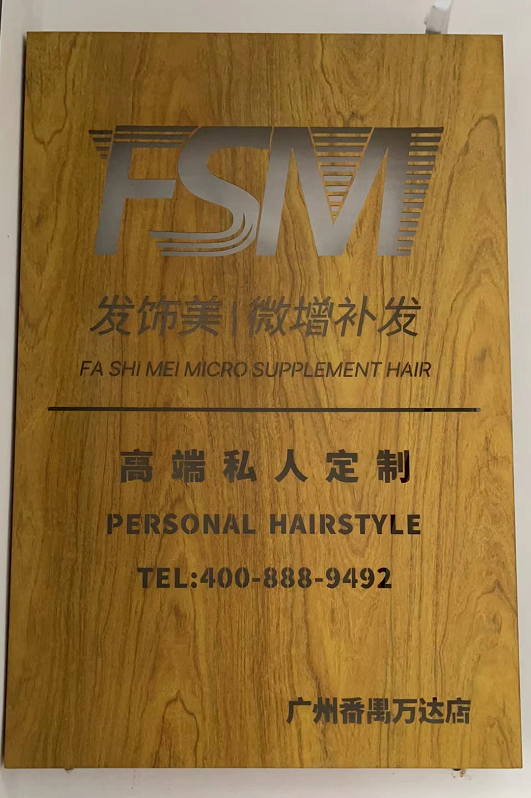 FSM
发饰美|微增补发
FA SHI MEI MICRO SUPPLEMENT HAIR
高端私人定制
PERSONAL HAIRSTYLE
TEL:400-888-9492
广州番禺万达店